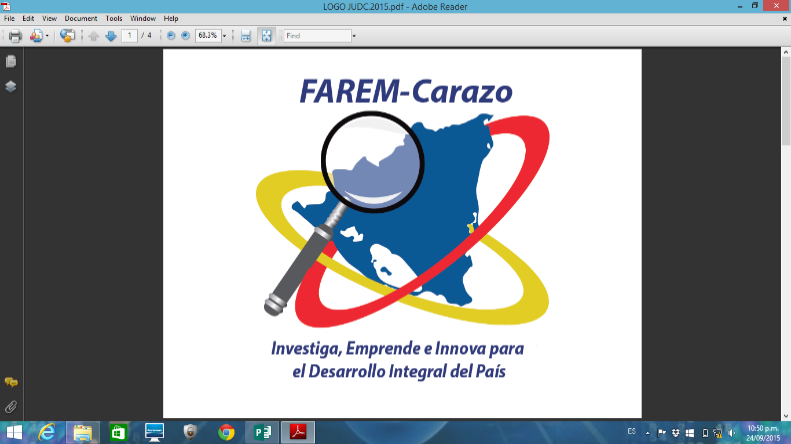 LOGO JUDC.2015.pdf - Adobe Reader
File Edit View Document Tools Window Help
1 / 4 68.3% Find
FAREM-Carazo
Investiga, Emprende e Innova para
el Desarrollo Integral del País
ES
10:50 p.m.
24/09/2015